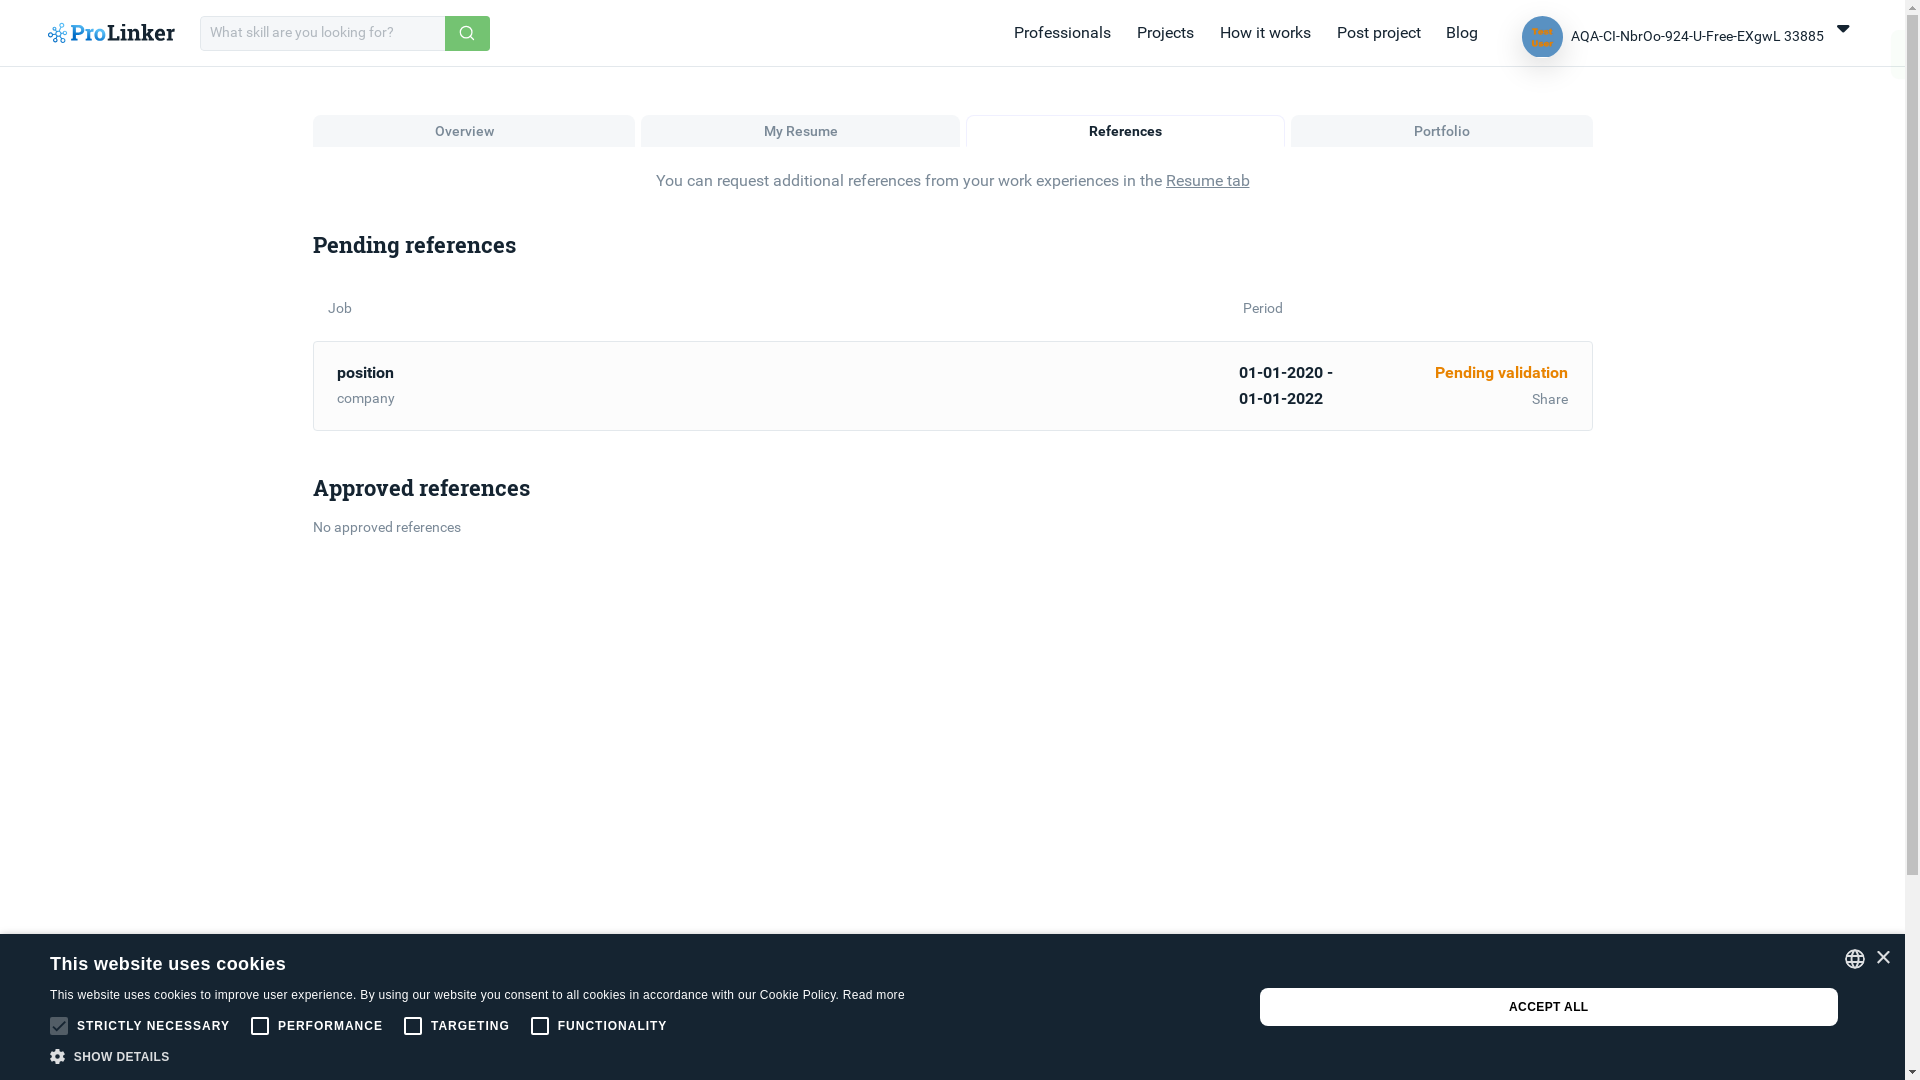 ProLinker
What skill are you looking for?
Professionals
Projects
How it works
Post project
Blog
Test
User
AQA-CI-NbrOo-924-U-Free-EXgwL 33885
Overview
My Resume
References
Portfolio
You can request additional references from your work experiences in the Resume tab
Pending references
Job
Period
position
company
01-01-2020 -
01-01-2022
Pending validation
Share
Approved references
No approved references
This website uses cookies
This website uses cookies to improve user experience. By using our website you consent to all cookies in accordance with our Cookie Policy. Read more
STRICTLY NECESSARY
PERFORMANCE
TARGETING
FUNCTIONALITY
SHOW DETAILS
ACCEPT ALL